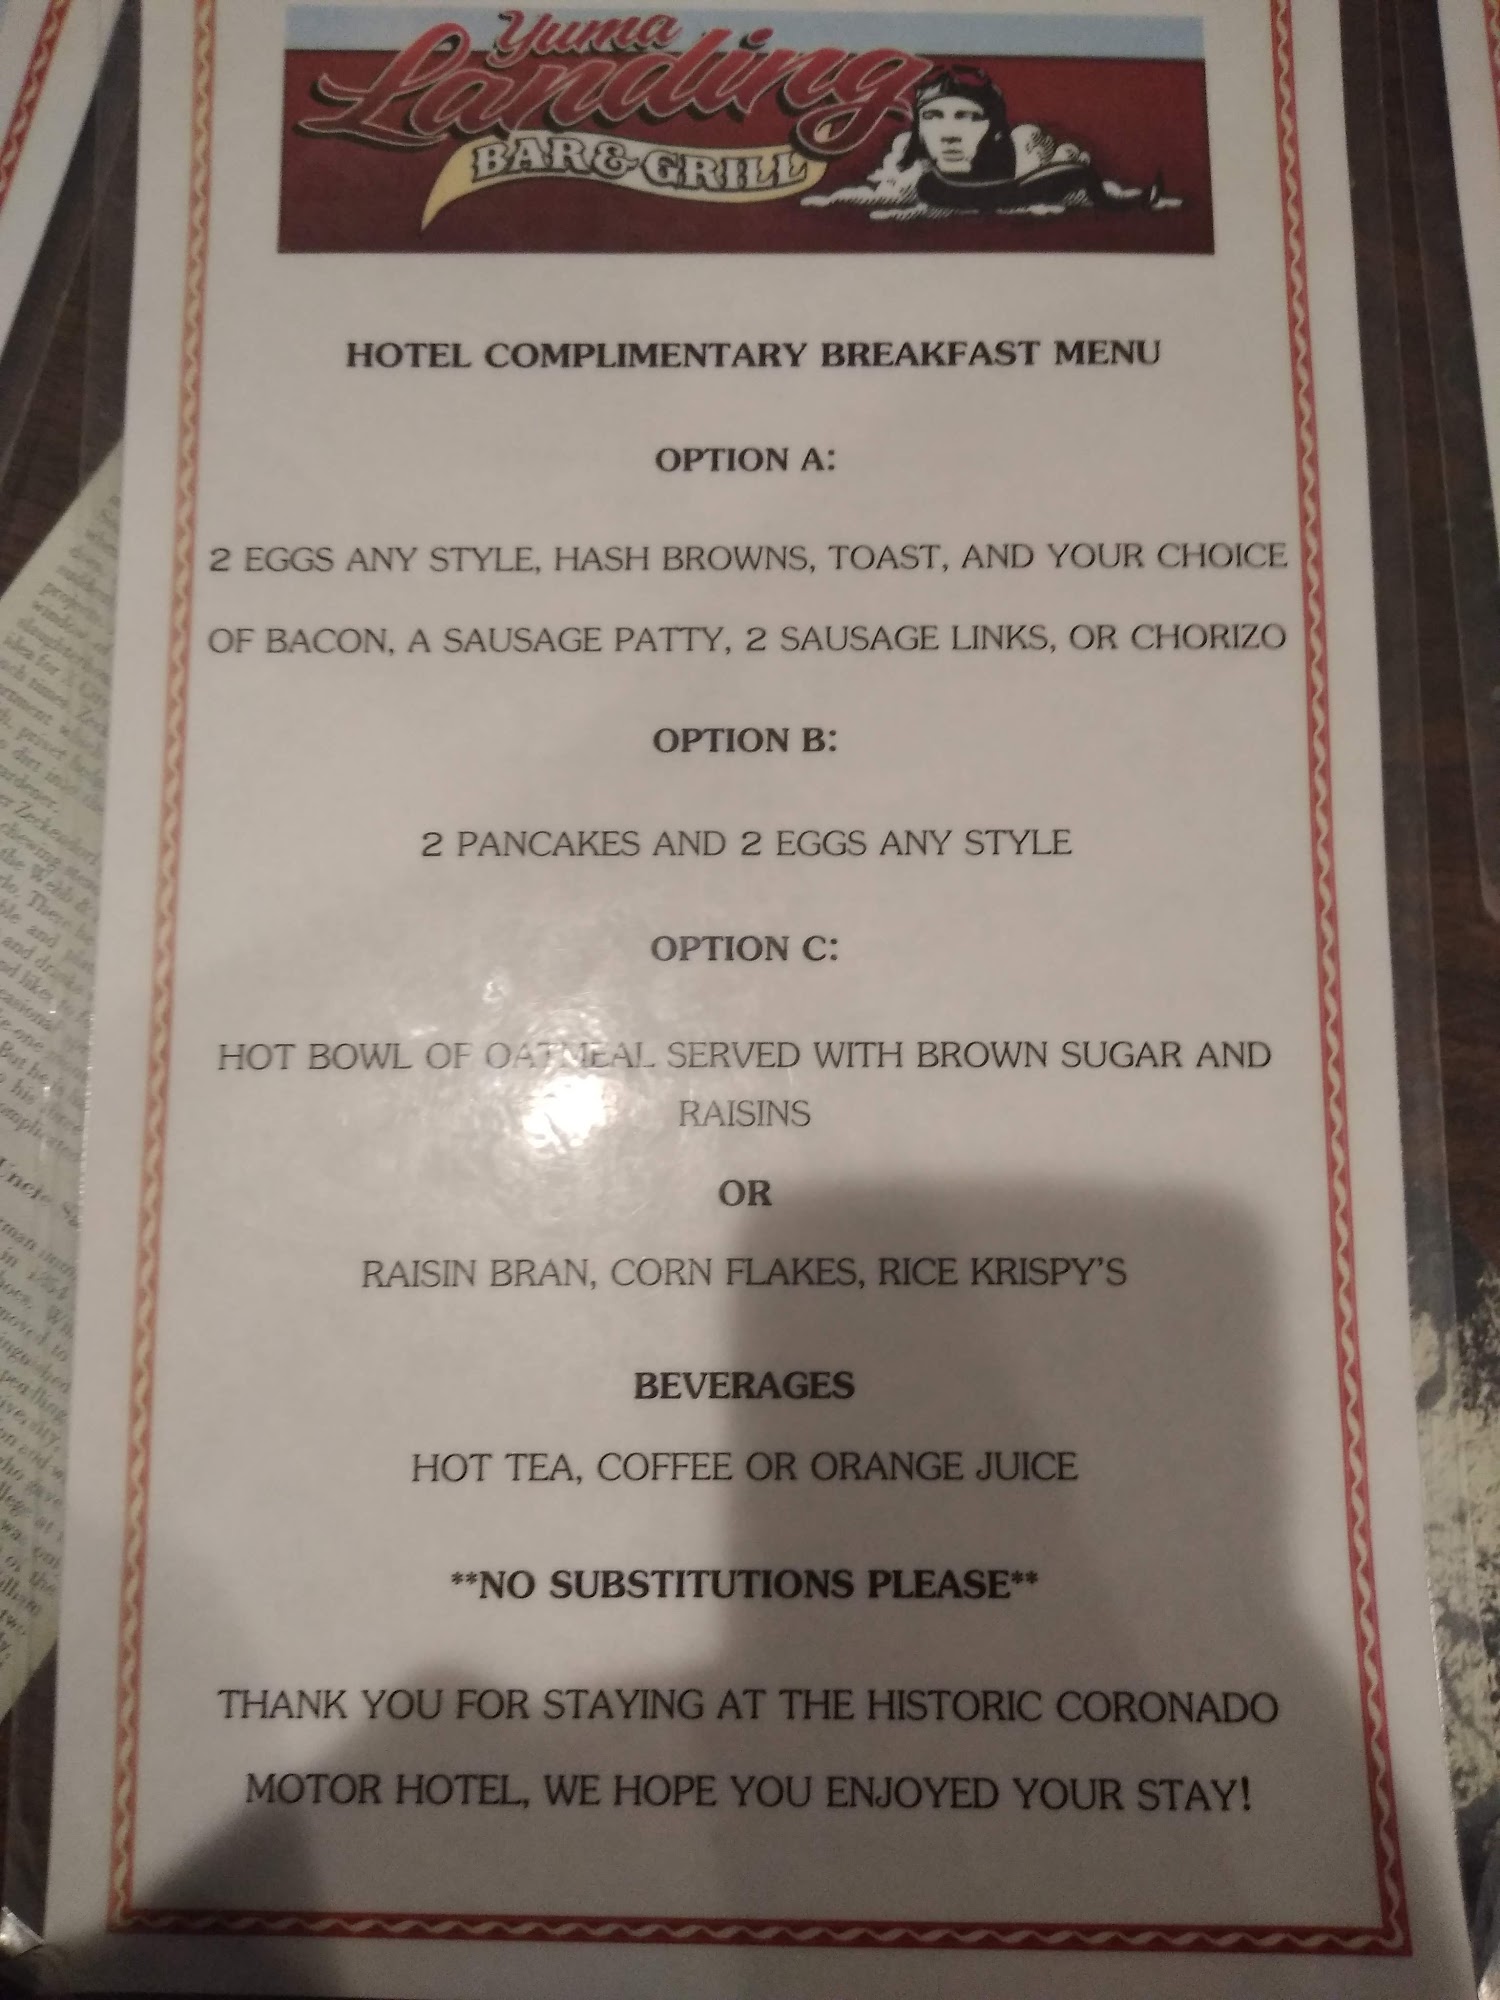 Yuma
Landing
BAR & GRILL
HOTEL COMPLIMENTARY BREAKFAST MENU
OPTION A:
2 EGGS ANY STYLE, HASH BROWNS, TOAST, AND YOUR CHOICE
OF BACON, A SAUSAGE PATTY, 2 SAUSAGE LINKS, OR CHORIZO
OPTION B:
2 PANCAKES AND 2 EGGS ANY STYLE
OPTION C:
HOT BOWL OF OATMEAL SERVED WITH BROWN SUGAR AND
RAISINS
OR
RAISIN BRAN, CORN FLAKES, RICE KRISPY'S
BEVERAGES
HOT TEA, COFFEE OR ORANGE JUICE
**NO SUBSTITUTIONS PLEASE**
THANK YOU FOR STAYING AT THE HISTORIC CORONADO
MOTOR HOTEL, WE HOPE YOU ENJOYED YOUR STAY!